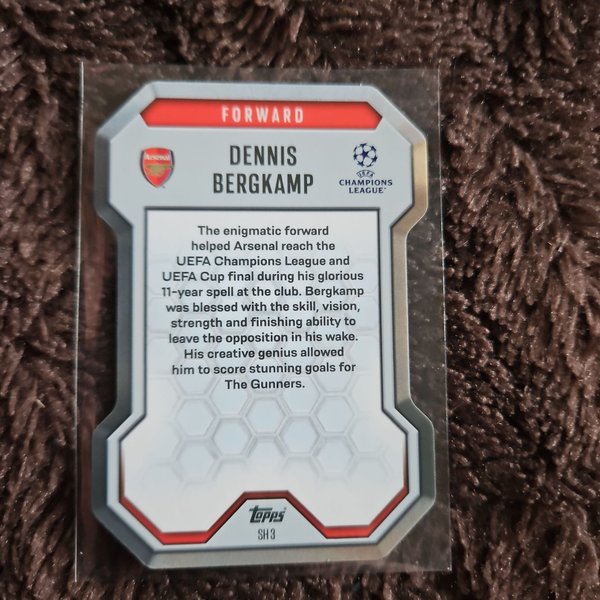 FORWARD
Arsenal
DENNIS
BERGKAMP
UEFA
CHAMPIONS
LEAGUE
The enigmatic forward
helped Arsenal reach the
UEFA Champions League and
UEFA Cup final during his glorious
11-year spell at the club. Bergkamp
was blessed with the skill, vision,
strength and finishing ability to
leave the opposition in his wake.
His creative genius allowed
him to score stunning goals for
The Gunners.
Topps
SH 3